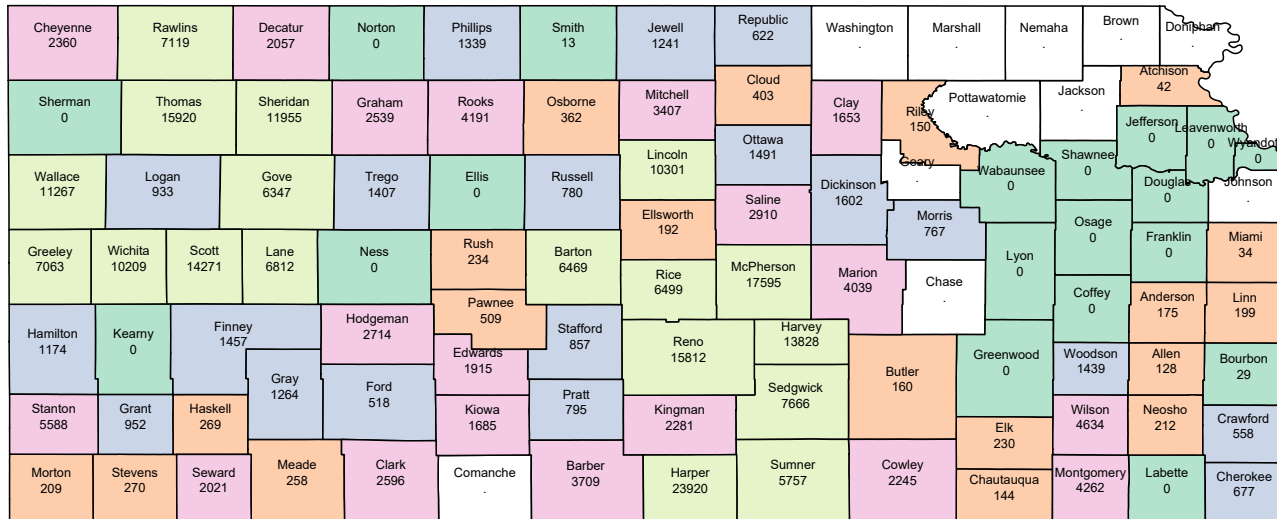 Cheyenne
2360
Rawlins
7119
Decatur
2057
Norton
0
Phillips
1339
Smith
13
Jewell
1241
Republic
622
Washington
.
Marshall
.
Nemaha
.
Brown
.
Doniphan
.
Sherman
0
Thomas
15920
Sheridan
11955
Graham
2539
Rooks
4191
Osborne
362
Mitchell
3407
Cloud
403
Clay
1653
Riley
150
Pottawatomie
.
Jackson
.
Atchison
42
Jefferson
0
Leavenworth
0
Wyandot
0
Wallace
11267
Logan
933
Gove
6347
Trego
1407
Ellis
0
Russell
780
Lincoln
10301
Ottawa
1491
Saline
2910
Dickinson
1602
Geary
.
Wabaunsee
0
Shawnee
0
Douglas
0
Johnson
.
Ellsworth
192
Morris
767
Osage
0
Greeley
7063
Wichita
10209
Scott
14271
Lane
6812
Ness
0
Rush
234
Barton
6469
Rice
6499
McPherson
17595
Marion
4039
Chase
.
Lyon
0
Franklin
0
Miami
34
Coffey
0
Anderson
175
Linn
199
Hamilton
1174
Kearny
0
Finney
1457
Hodgeman
2714
Pawnee
509
Edwards
1915
Stafford
857
Reno
15812
Harvey
13828
Butler
160
Greenwood
0
Woodson
1439
Allen
128
Bourbon
29
Gray
1264
Ford
518
Pratt
795
Sedgwick
7666
Stanton
5588
Grant
952
Haskell
269
Kiowa
1685
Kingman
2281
Elk
230
Wilson
4634
Neosho
212
Crawford
558
Morton
209
Stevens
270
Seward
2021
Meade
258
Clark
2596
Comanche
.
Barber
3709
Harper
23920
Sumner
5757
Cowley
2245
Chautauqua
144
Montgomery
4262
Labette
0
Cherokee
677